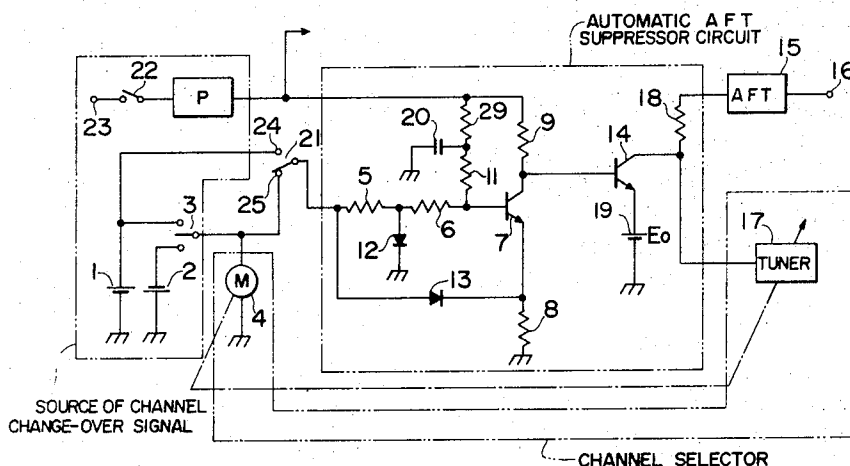 AUTOMATIC AFT
SUPPRESSOR CIRCUIT
15
16
22
P
23
24
21
20
29
9
18
AFT
14
25
3
5
11
6
7
19
Eo
17
TUNER
12
13
1
2
M
4
8
SOURCE OF CHANNEL
CHANGE-OVER SIGNAL
CHANNEL SELECTOR